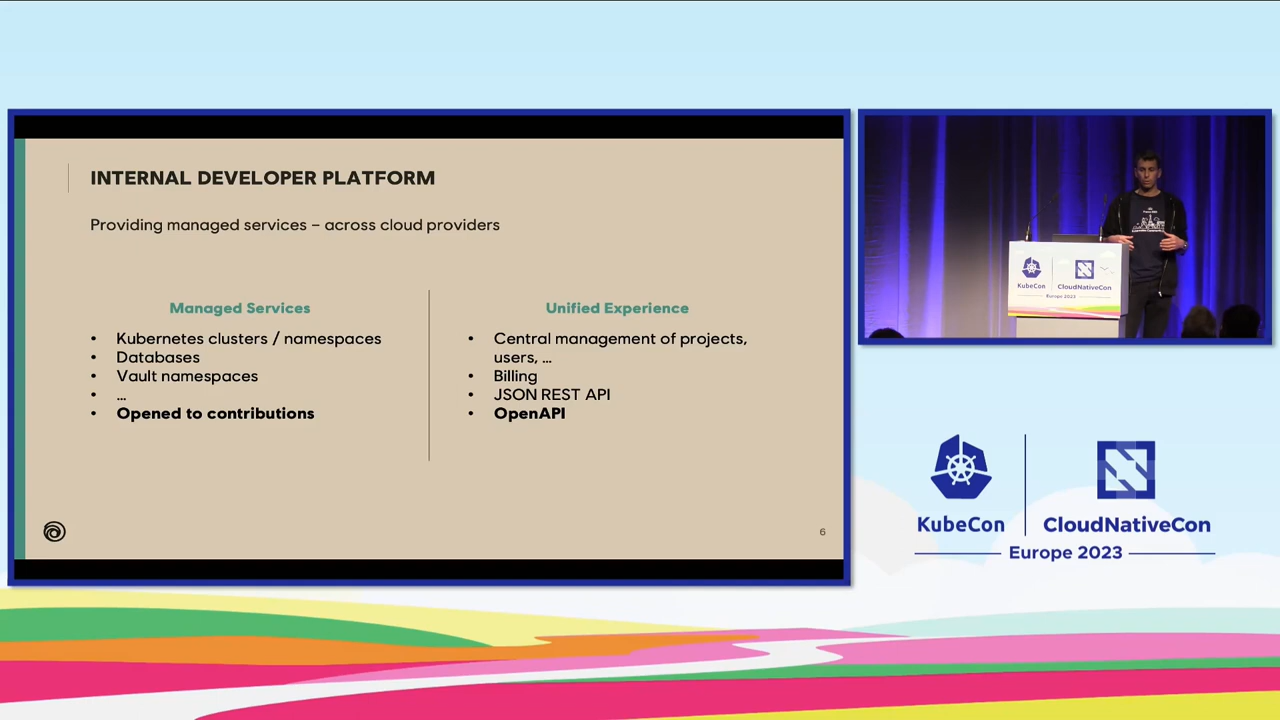 INTERNAL DEVELOPER PLATFORM
Providing managed services – across cloud providers
Managed Services
• Kubernetes clusters / namespaces
• Databases
• Vault namespaces
• ...
• Opened to contributions
Unified Experience
• Central management of projects,
users, ...
• Billing
• JSON REST API
• OpenAPI
6
KubeCon
CloudNativeCon
Europe 2023
KubeCon
CloudNativeCon
Europe 2023